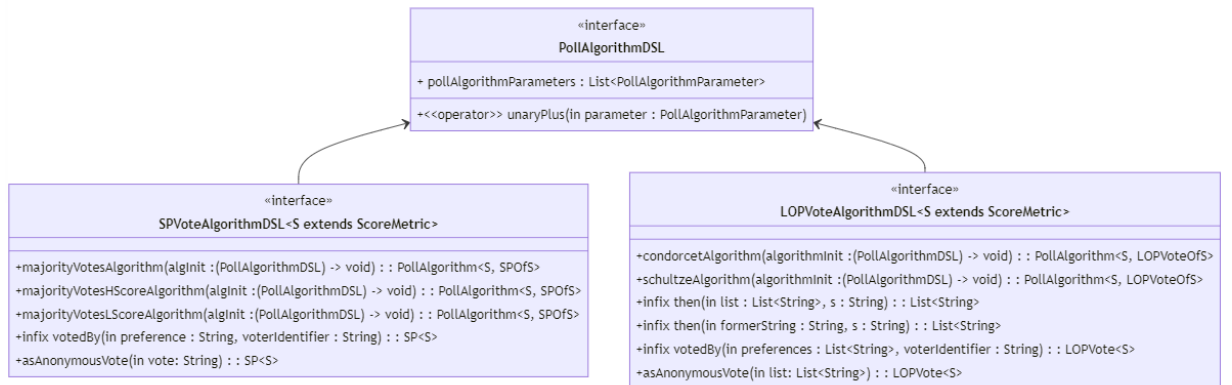 «interface»
PollAlgorithmDSL
+ pollAlgorithmParameters : List<PollAlgorithmParameter>
+<<operator>> unaryPlus(in parameter : PollAlgorithmParameter)
«interface»
SPVoteAlgorithmDSL<S extends ScoreMetric>
+majorityVotesAlgorithm(algInit :(PollAlgorithmDSL) -> void) : : PollAlgorithm<S, SPOfS>
+majorityVotesHScoreAlgorithm(algInit :(PollAlgorithmDSL) -> void) : : PollAlgorithm<S, SPOfS>
+majorityVotesLScoreAlgorithm(algInit :(PollAlgorithmDSL) -> void) : : PollAlgorithm<S, SPOfS>
+infix votedBy(in preference : String, voterIdentifier : String) : : SP<S>
+asAnonymousVote(in vote: String) : : SP<S>
«interface»
LOPVoteAlgorithmDSL<S extends ScoreMetric>
+condorcetAlgorithm(algorithmInit :(PollAlgorithmDSL) -> void) : : PollAlgorithm<S, LOPVoteOfS>
+schultzeAlgorithm(algorithmInit :(PollAlgorithmDSL) -> void) : : PollAlgorithm<S, LOPVoteOfS>
+infix then(in list : List<String>, s : String) : : List<String>
+infix then(in formerString : String, s : String) : : List<String>
+infix votedBy(in preferences : List<String>, voterIdentifier : String) : : LOPVote<S>
+asAnonymousVote(in list: List<String>) : : LOPVote<S>